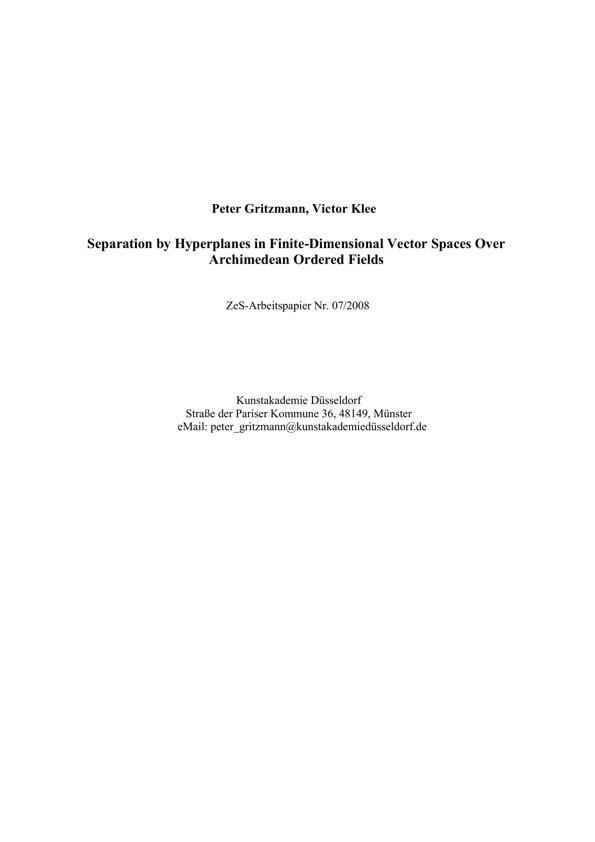 Peter Gritzmann, Victor Klee
Separation by Hyperplanes in Finite-Dimensional Vector Spaces Over
Archimedean Ordered Fields
ZeS-Arbeitspapier Nr. 07/2008
Kunstakademie Düsseldorf
Straße der Pariser Kommune 36, 48149, Münster
eMail: peter_gritzmann@kunstakademiedüsseldorf.de